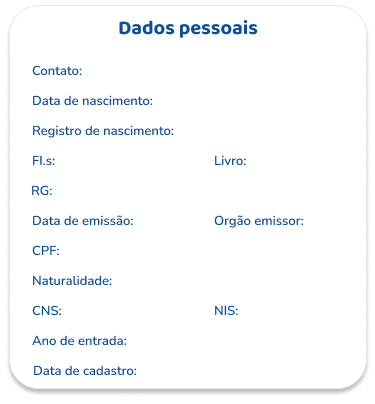 Dados pessoais
Contato:
Data de nascimento:
Registro de nascimento:
Fl.s: Livro:
RG:
Data de emissão: Orgão emissor:
CPF:
Naturalidade:
CNS: NIS:
Ano de entrada:
Data de cadastro: